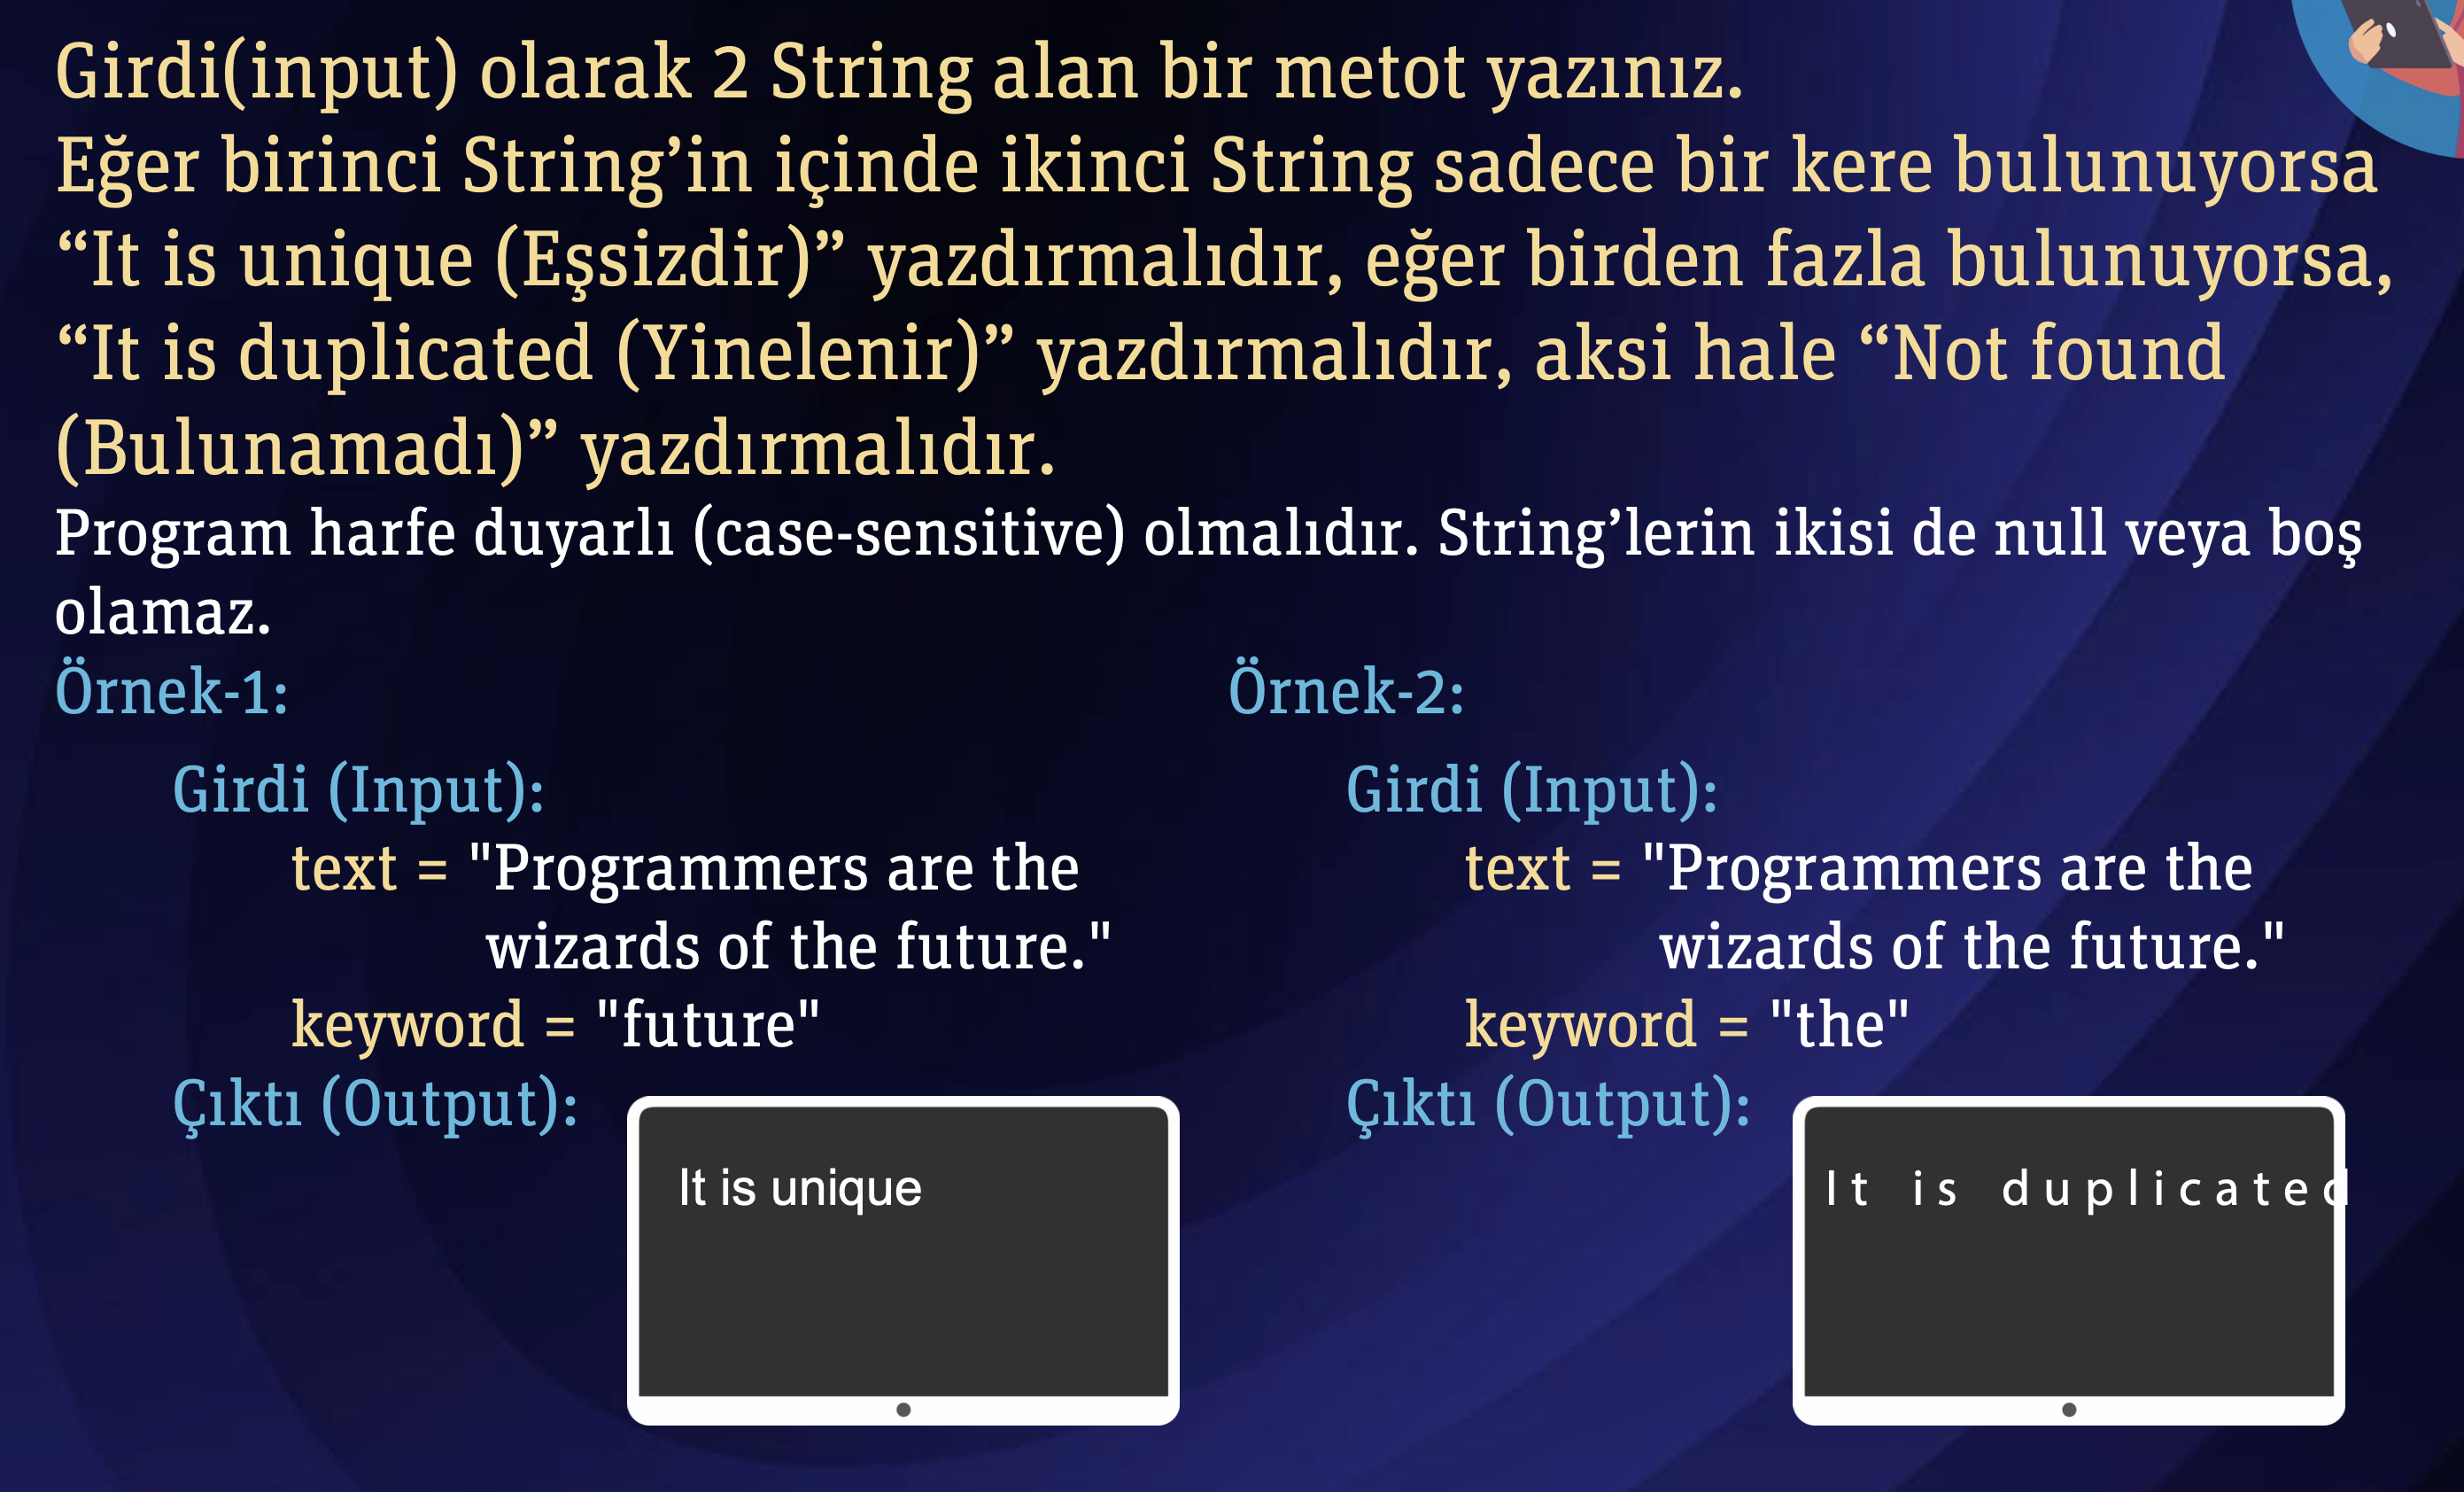 Girdi(input) olarak 2 String alan bir metot yazınız.
Eğer birinci String’in içinde ikinci String sadece bir kere bulunuyorsa
“It is unique (Eşsizdir)” yazdırmalıdır, eğer birden fazla bulunuyorsa,
“It is duplicated (Yinelenir)” yazdırmalıdır, aksi hale “Not found
(Bulunamadı)” yazdırmalıdır.
Program harfe duyarlı (case-sensitive) olmalıdır. String’lerin ikisi de null veya boş
olamaz.
Örnek-1:
Girdi (Input):
text = "Programmers are the
wizards of the future."
keyword = "future"
Çıktı (Output):
It is unique
Örnek-2:
Girdi (Input):
text = "Programmers are the
wizards of the future."
keyword = "the"
Çıktı (Output):
It is duplicated